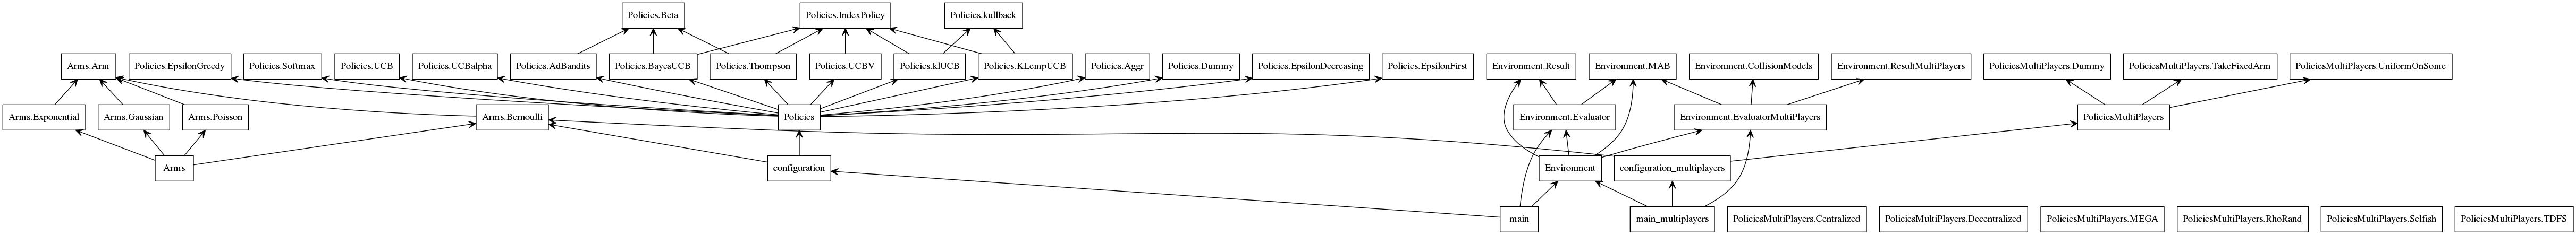 Policies.Beta
Policies.IndexPolicy
Policies.kullback
Arms.Arm
Policies.EpsilonGreedy
Policies.Softmax
Policies.UCB
Policies.UCBalpha
Policies.AdBandits
Policies.BayesUCB
Policies.Thompson
Policies.UCBV
Policies.klUCB
Policies.KLempUCB
Policies.Aggr
Policies.Dummy
Policies.EpsilonDecreasing
Policies.EpsilonFirst
Environment.Result
Environment.MAB
Environment.CollisionModels
Environment.ResultMultiPlayers
PoliciesMultiPlayers.Dummy
PoliciesMultiPlayers.TakeFixedArm
PoliciesMultiPlayers.UniformOnSome
Arms.Exponential
Arms.Gaussian
Arms.Poisson
Arms.Bernoulli
Policies
Environment.Evaluator
Environment.EvaluatorMultiPlayers
PoliciesMultiPlayers
Arms
configuration
Environment
configuration_multiplayers
main
main_multiplayers
PoliciesMultiPlayers.Centralized
PoliciesMultiPlayers.Decentralized
PoliciesMultiPlayers.MEGA
PoliciesMultiPlayers.RhoRand
PoliciesMultiPlayers.Selfish
PoliciesMultiPlayers.TDFS